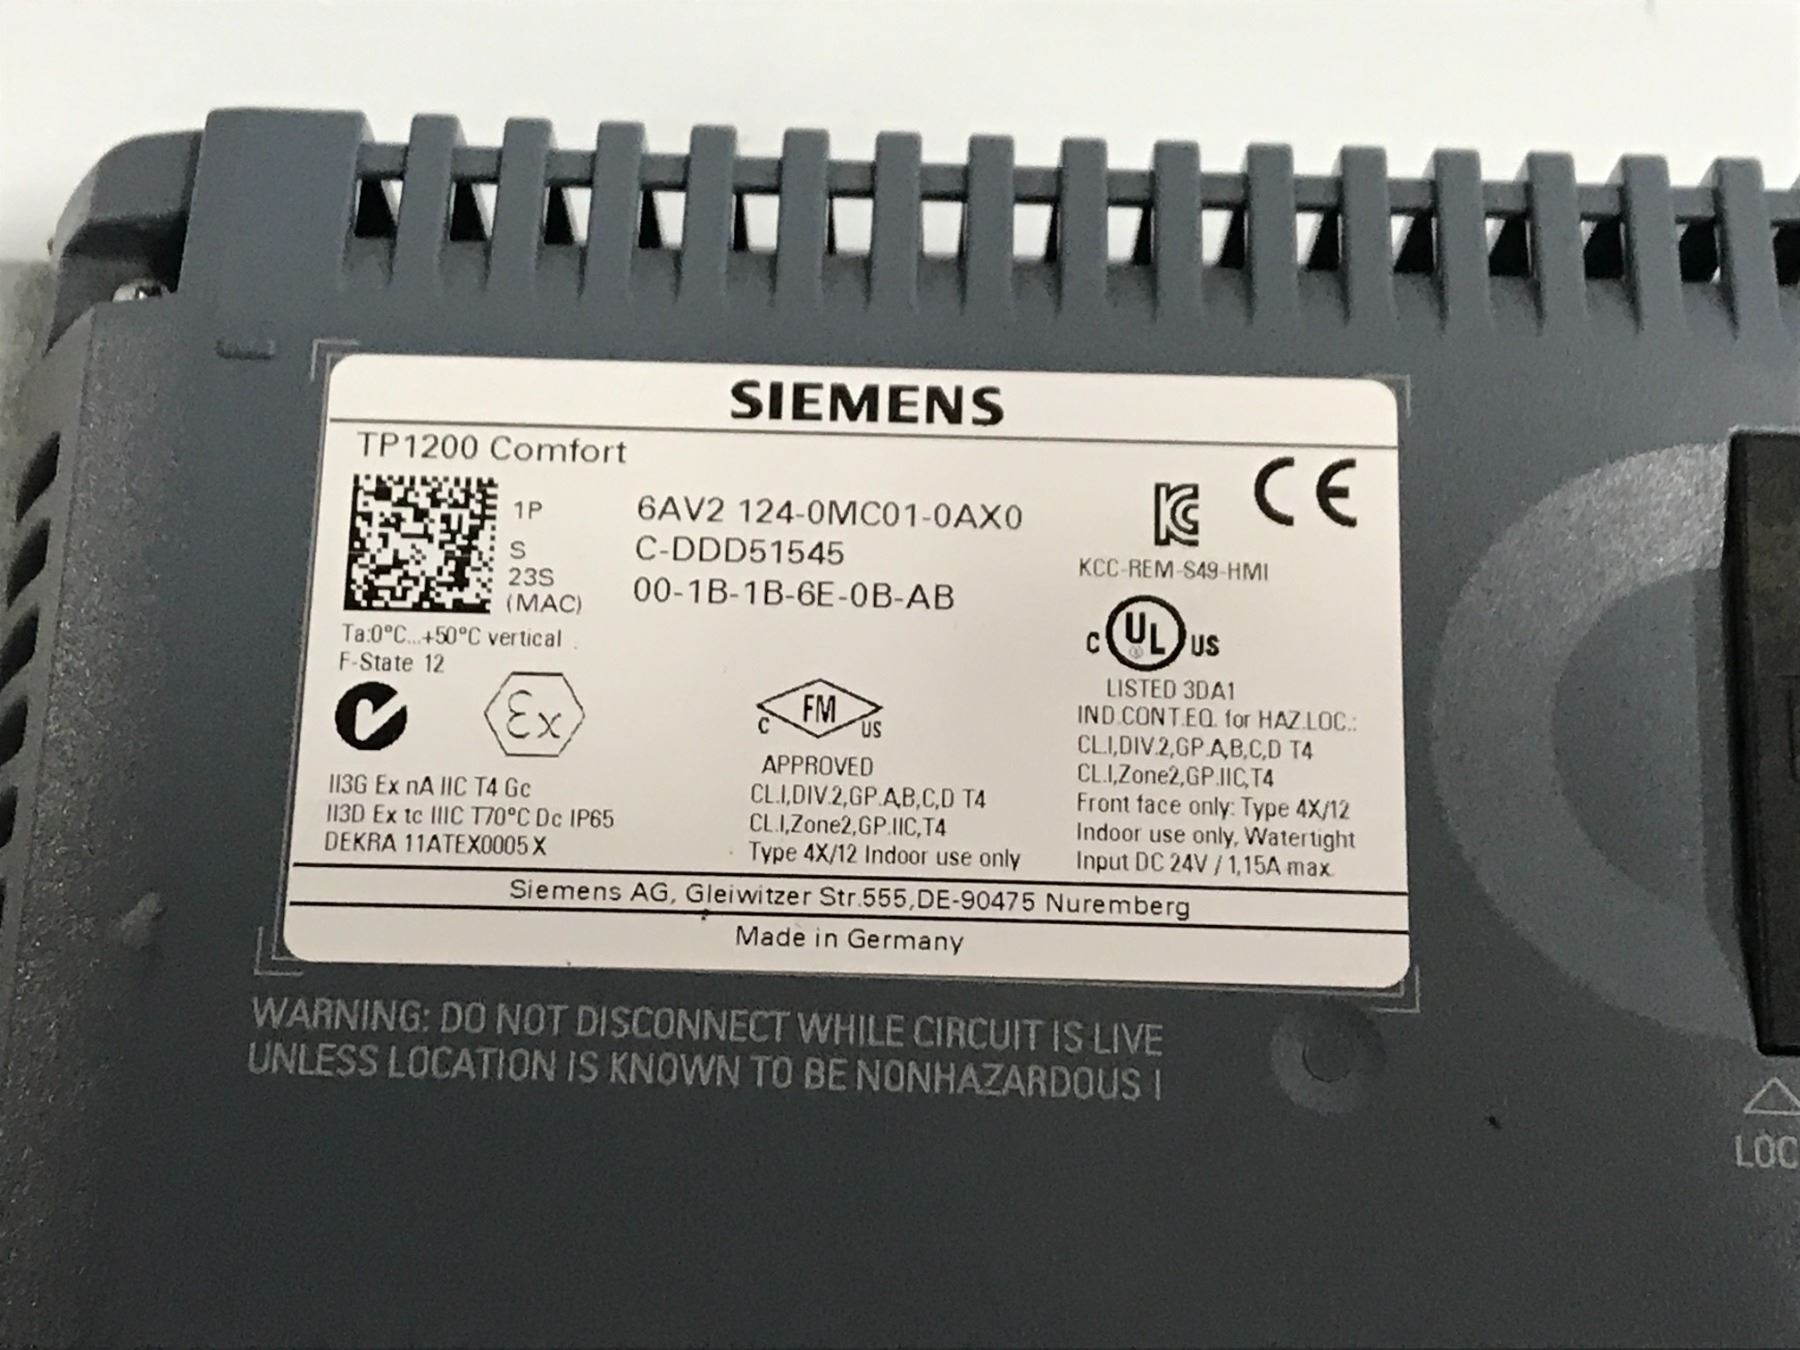 SIEMENS
TP1200 Comfort
1P 6AV2 124-0MC01-0AX0
S C-DDD51545
23S (MAC) 00-1B-1B-6E-0B-AB
Ta:0°C...+50°C vertical
F-State 12
CE
KCC-REM-S49-HMI
C UL US
LISTED 3DA1
IND.CONT.EQ. for HAZ.LOC.:
CL.I,DIV.2,GP.A,B,C,D T4
CL.I,Zone2,GP.IIC,T4
Front face only: Type 4X/12
Indoor use only, Watertight
Input DC 24V / 1,15A max.
Ex
II3G Ex nA IIC T4 Gc
II3D Ex tc IIIC T70°C Dc IP65
DEKRA 11ATEX0005 X
C FM US
APPROVED
CL.I,DIV.2,GP.A,B,C,D T4
CL.I,Zone2,GP.IIC,T4
Type 4X/12 Indoor use only
Siemens AG, Gleiwitzer Str.555,DE-90475 Nuremberg
Made in Germany
WARNING: DO NOT DISCONNECT WHILE CIRCUIT IS LIVE
UNLESS LOCATION IS KNOWN TO BE NONHAZARDOUS !
LOC